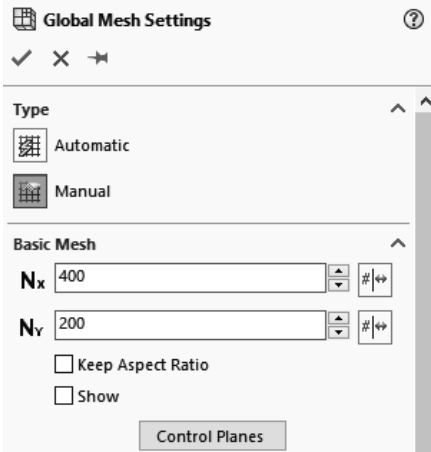 Global Mesh Settings
Type
Automatic
Manual
Basic Mesh
Nx 400
NY 200
Keep Aspect Ratio
Show
Control Planes